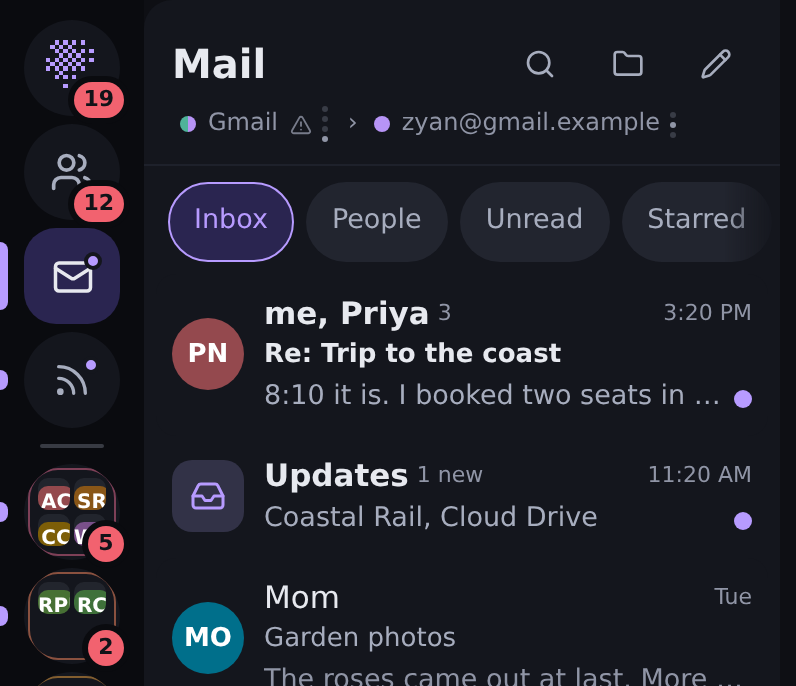 19
12
AC SR
CC
5
RP RC
2
Mail
Gmail › zyan@gmail.example
Inbox People Unread Starred
PN
me, Priya 3 3:20 PM
Re: Trip to the coast
8:10 it is. I booked two seats in …
Updates 1 new 11:20 AM
Coastal Rail, Cloud Drive
MO
Mom Tue
Garden photos
The roses came out at last. More …